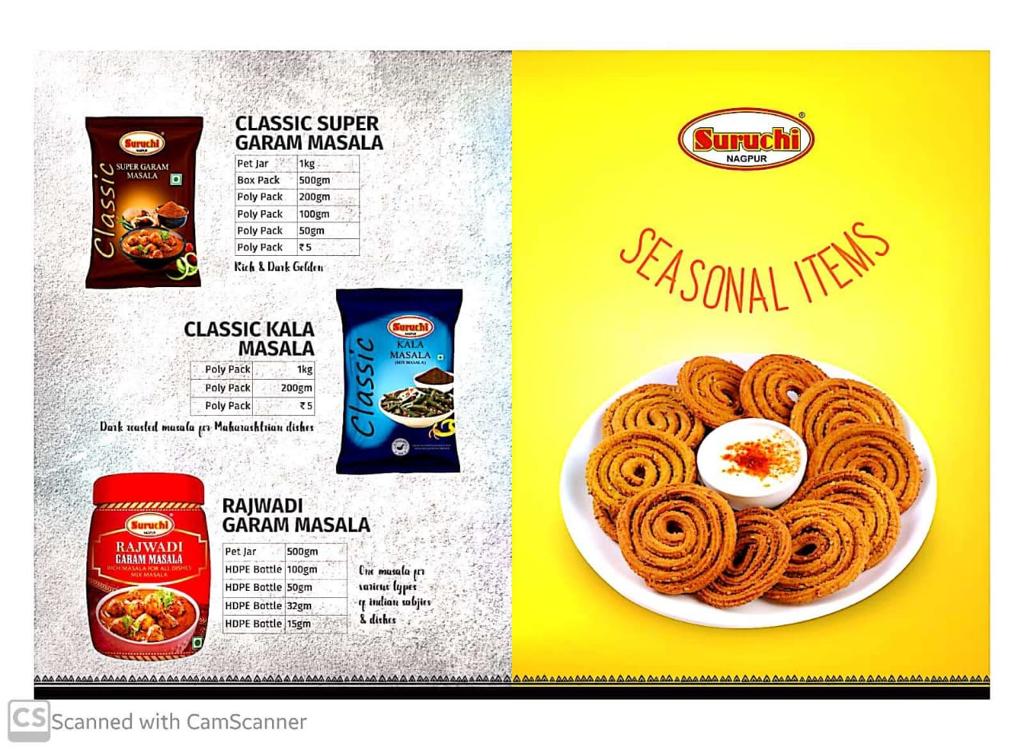 CLASSIC SUPER
GARAM MASALA
Pet Jar 1kg
Box Pack 500gm
Poly Pack 200gm
Poly Pack 100gm
Poly Pack 50gm
Poly Pack ₹5
Rich & Dark Golden
Suruchi
NAGPUR
SUPER GARAM
MASALA
Classic
CLASSIC KALA
MASALA
Poly Pack 1kg
Poly Pack 200gm
Poly Pack ₹5
Dark roasted masala for Maharashtrian dishes
Suruchi
NAGPUR
KALA
MASALA
Classic
RAJWADI
GARAM MASALA
Pet Jar 500gm
HDPE Bottle 100gm
HDPE Bottle 50gm
HDPE Bottle 32gm
HDPE Bottle 15gm
One masala for
various types
of indian sabjies
& dishes
Suruchi
NAGPUR
RAJWADI
GARAM MASALA
RICH MASALA FOR ALL DISHES
MIX MASALA
Suruchi®
NAGPUR
SEASONAL ITEMS
CS Scanned with CamScanner